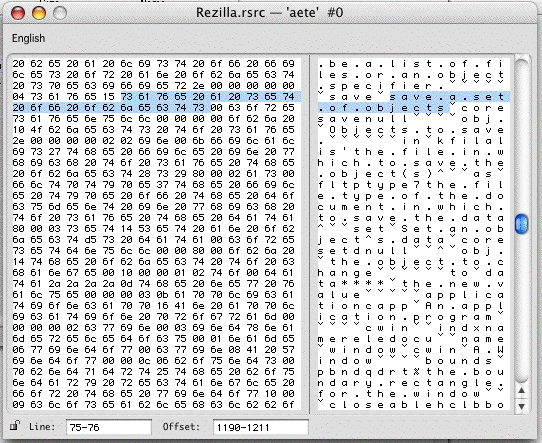 Rezilla.rsrc — 'aete' #0
English
20 62 65 20 61 20 6c 69 73 74 20 6f 66 20 66 69
6c 65 73 20 6f 72 20 61 6e 20 6f 62 6a 65 63 74
20 73 70 65 63 69 66 69 65 72 2e 00 00 00 00 00
04 73 61 76 65 15 73 61 76 65 20 61 20 73 65 74
20 6f 66 20 6f 62 6a 65 63 74 73 00 63 6f 72 65
73 61 76 65 6e 75 6c 6c 00 00 00 00 6f 62 6a 20
10 4f 62 6a 65 63 74 73 20 74 6f 20 73 61 76 65
2e 00 00 00 00 02 02 69 6e 00 6b 66 69 6c 61 6c
69 73 27 74 68 65 20 66 69 6c 65 20 69 6e 20 77
68 69 63 68 20 74 6f 20 73 61 76 65 20 74 68 65
20 6f 62 6a 65 63 74 28 73 29 80 00 02 61 73 00
66 6c 74 70 74 79 70 65 37 74 68 65 20 66 69 6c
65 20 74 79 70 65 20 6f 66 20 74 68 65 20 64 6f
63 75 6d 65 6e 74 20 69 6e 20 77 68 69 63 68 20
74 6f 20 73 61 76 65 20 74 68 65 20 64 61 74 61
80 00 03 73 65 74 14 53 65 74 20 61 6e 20 6f 62
6a 65 63 74 d5 73 20 64 61 74 61 00 63 6f 72 65
73 65 74 64 6e 75 6c 6c 00 00 80 00 6f 62 6a 20
14 74 68 65 20 6f 62 6a 65 63 74 20 74 6f 20 63
68 61 6e 67 65 00 10 00 00 01 02 74 6f 00 64 61
74 61 2a 2a 2a 2a 0d 74 68 65 20 6e 65 77 20 76
61 6c 75 65 00 00 00 03 0b 61 70 70 6c 69 63 61
74 69 6f 6e 63 61 70 70 16 41 6e 20 61 70 70 6c
69 63 61 74 69 6f 6e 20 70 72 6f 67 72 61 6d 00
00 00 00 02 63 77 69 6e 00 03 69 6e 64 78 6e 61
6d 65 72 65 6c 65 64 6f 63 75 00 01 6e 61 6d 65
06 77 69 6e 64 6f 77 00 63 77 69 6e 08 41 20 57
69 6e 64 6f 77 00 00 0c 06 62 6f 75 6e 64 73 00
70 62 6e 64 71 64 72 74 25 74 68 65 20 62 6f 75
6e 64 61 72 79 20 72 65 63 74 61 6e 67 6c 65 20
66 6f 72 20 74 68 65 20 77 69 6e 64 6f 77 10 00
09 63 6c 6f 73 65 61 62 6c 65 68 63 6c 62 62 6f
.be.a.list.of.fi
les.or.an.object
.specifier.
save save.a.set
.of.objects core
savenull obj.
Objects.to.save
. in kfilal
is'the.file.in.w
hich.to.save.the
.object(s) as
fltptype7the.fil
e.type.of.the.do
cument.in.which.
to.save.the.data
set Set.an.ob
ject s.data core
setdnull obj.
the.object.to.c
hange to da
ta**** the.new.v
alue applica
tioncapp An.appl
ication.program
cwin indxna
mereledocu name
window cwin A.W
indow bounds
pbndqdrt%the.bou
ndary.rectangle.
for.the.window
closeablehclbbo
Line: 75-76 Offset: 1190-1211